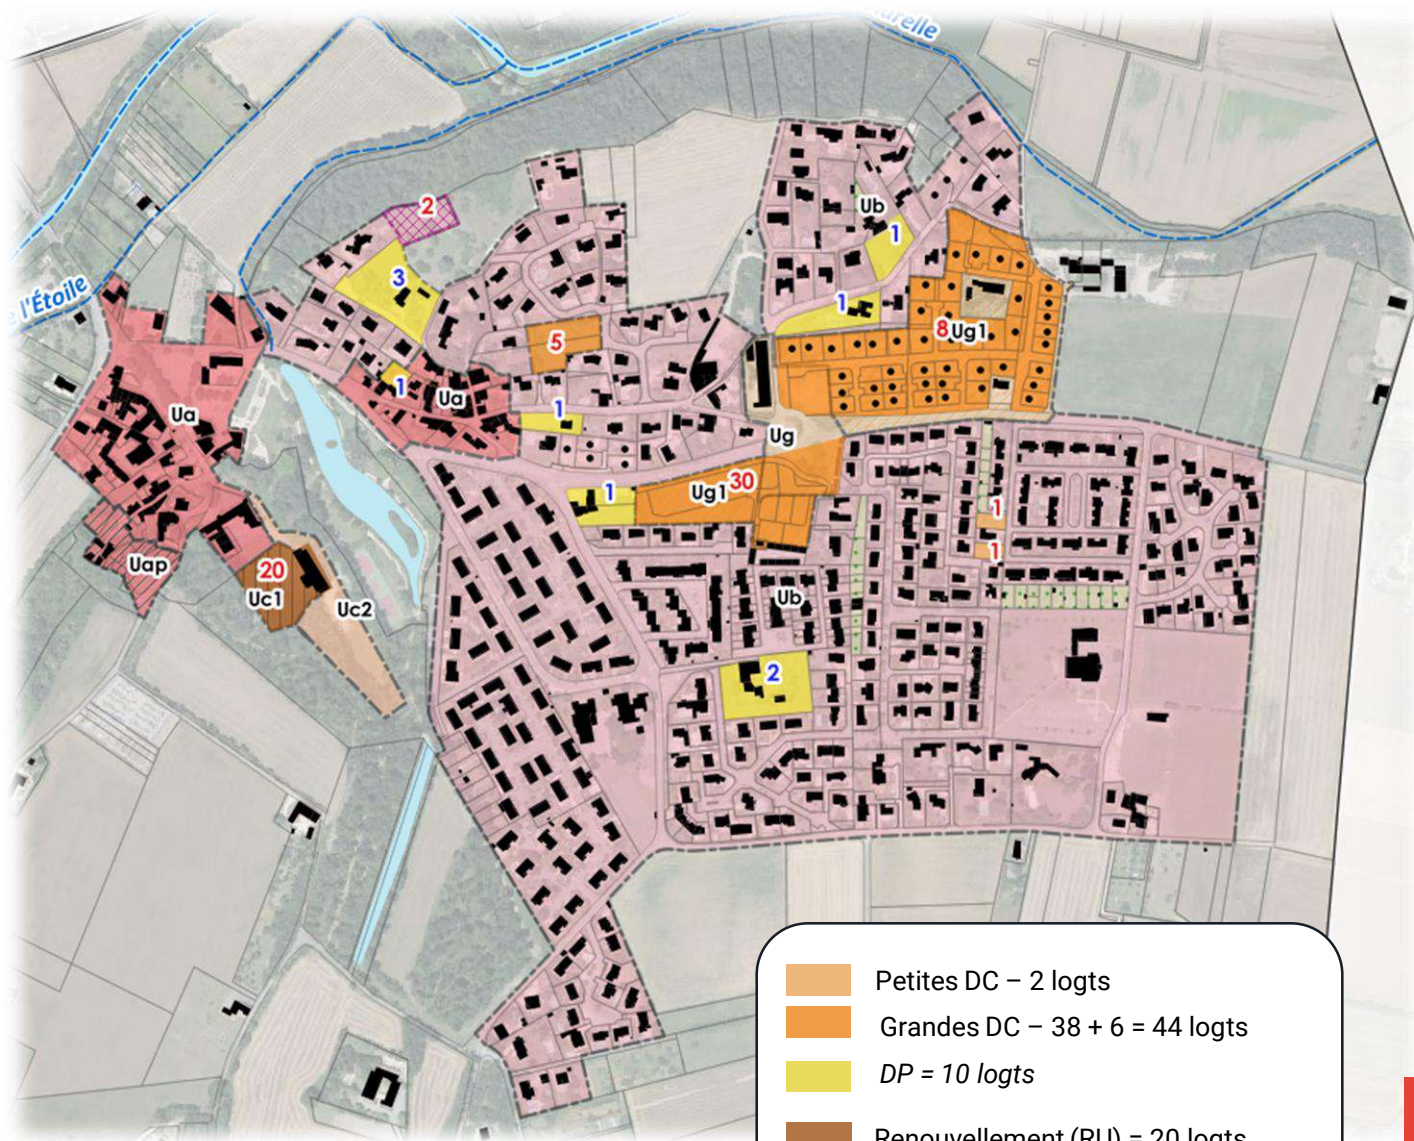 urelle
e l'Étoile
2
3
Ub
1
1
5
8 Ug1
1
Ua
Ua
1
Ug
1
Ug1 30
1
1
Uap
20
Uc1
Uc2
Ub
2
Petites DC – 2 logts
Grandes DC – 38 + 6 = 44 logts
DP = 10 logts
Renouvellement (RU) = 20 logts